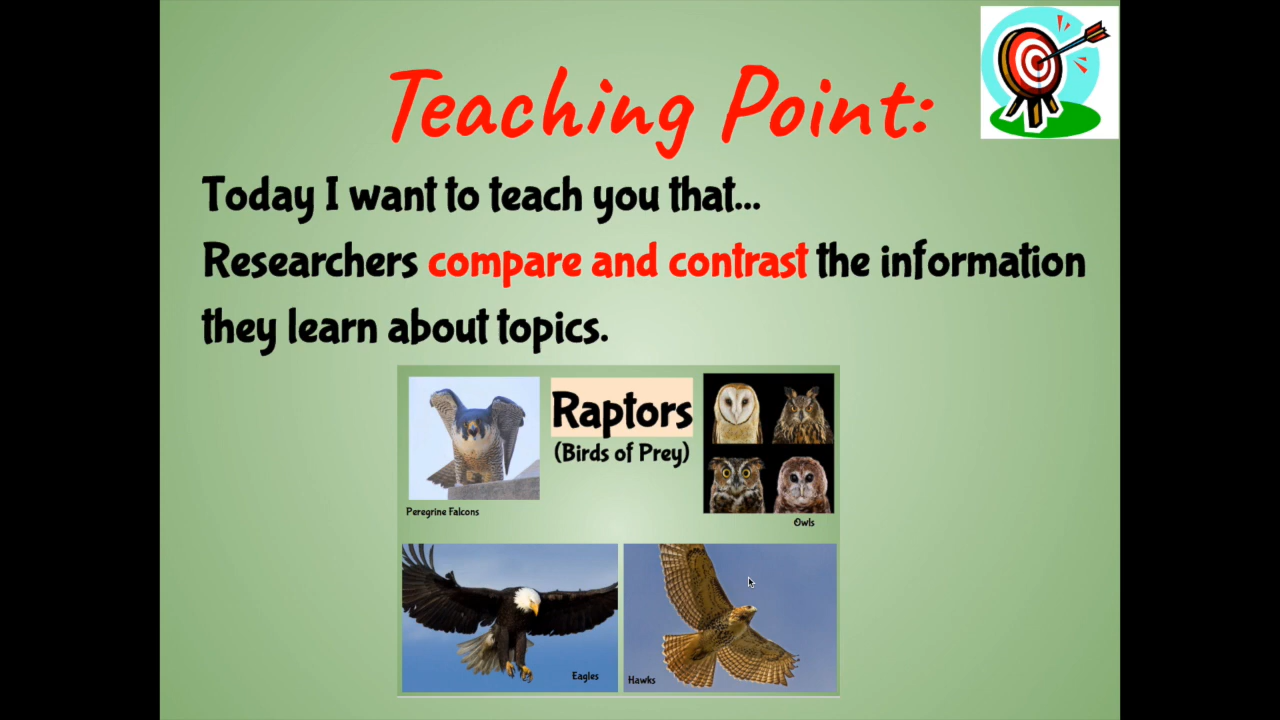 Teaching Point:
Today I want to teach you that...
Researchers compare and contrast the information
they learn about topics.
Raptors
(Birds of Prey)
Peregrine Falcons
Owls
Eagles
Hawks